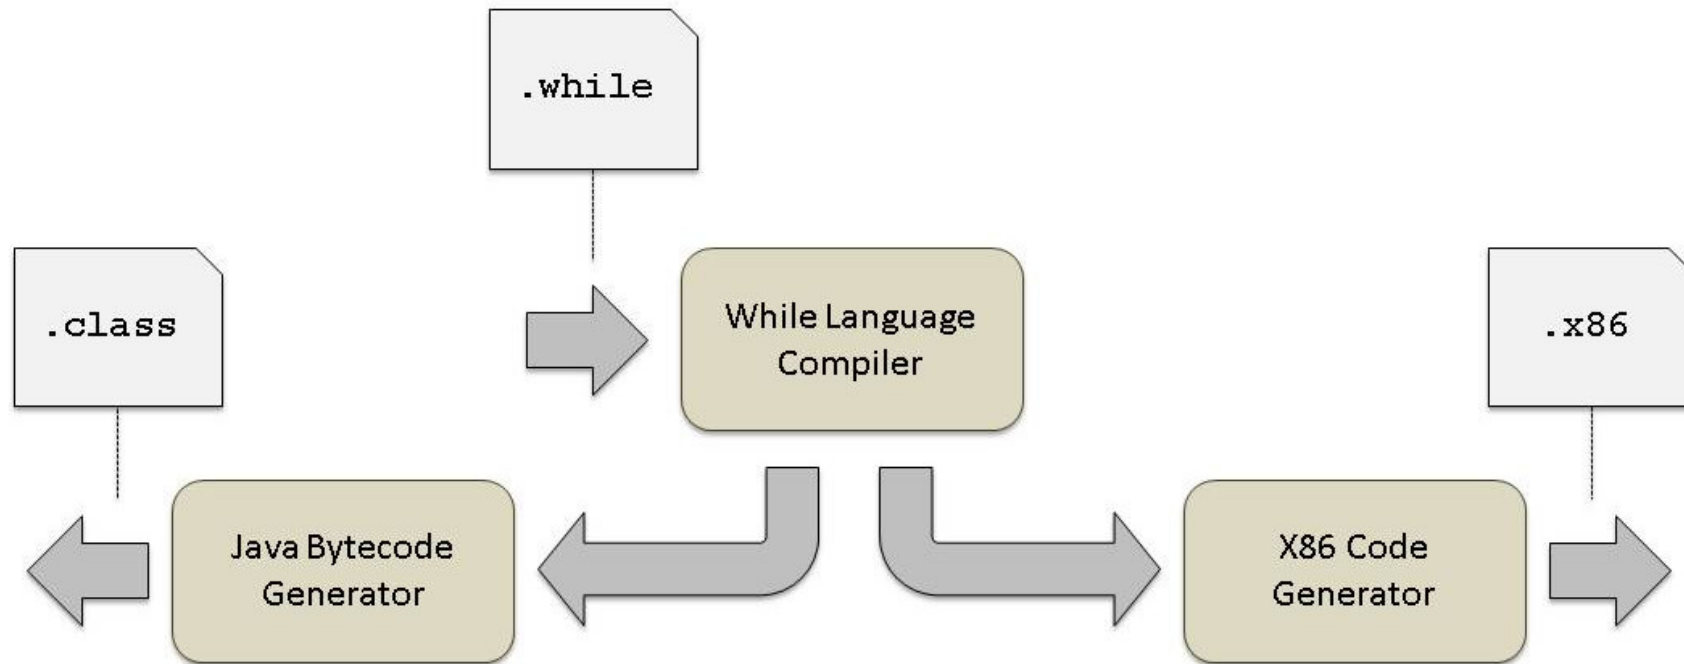 .while
.class
While Language
Compiler
.x86
Java Bytecode
Generator
X86 Code
Generator